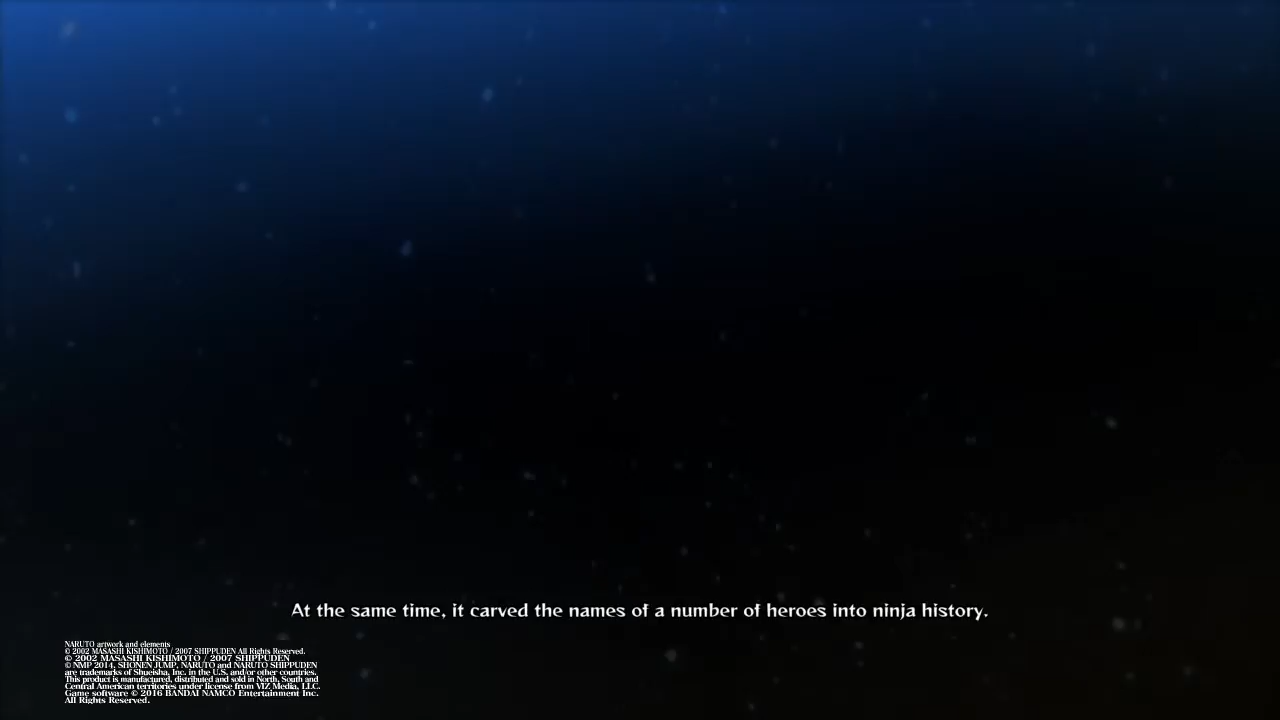 At the same time, it carved the names of a number of heroes into ninja history.
NARUTO artwork and elements
© 2002 MASASHI KISHIMOTO / 2007 SHIPPUDEN All Rights Reserved.
© 2002 MASASHI KISHIMOTO / 2007 SHIPPUDEN
© NMP 2014. SHONEN JUMP, NARUTO and NARUTO SHIPPUDEN
are trademarks of Shueisha, Inc. in the U.S. and/or other countries.
This product is manufactured, distributed and sold in North, South and
Central American territories under license from VIZ Media, LLC.
Game software © 2016 BANDAI NAMCO Entertainment Inc.
All Rights Reserved.